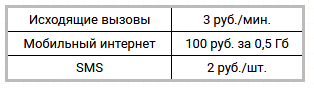 Исходящие вызовы 3 руб./мин.
Мобильный интернет 100 руб. за 0,5 Гб
SMS 2 руб./шт.